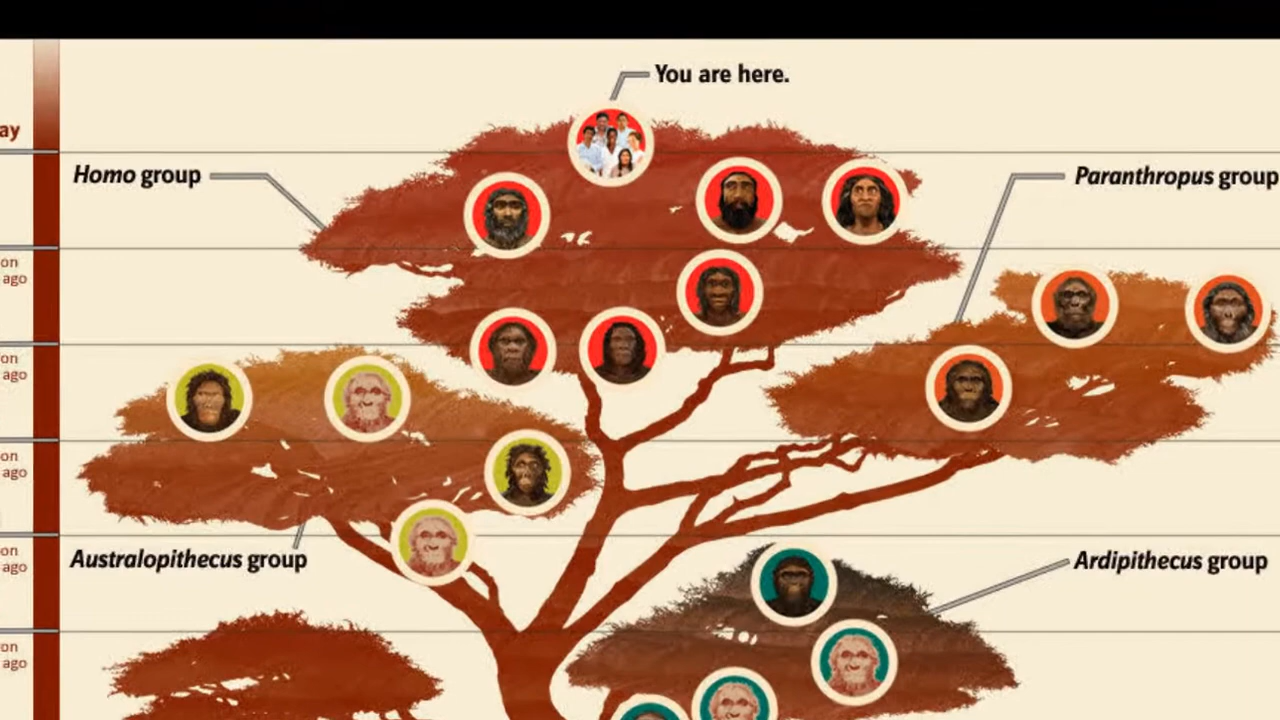 You are here.
ay
Homo group
Paranthropus group
on
ago
on
ago
on
ago
on
ago
Australopithecus group
Ardipithecus group
on
ago